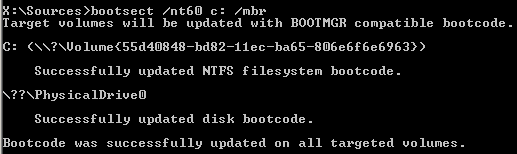 X:\Sources>bootsect /nt60 c: /mbr
Target volumes will be updated with BOOTMGR compatible bootcode.
C: (\\?\Volume{55d40848-bd82-11ec-ba65-806e6f6e6963})
Successfully updated NTFS filesystem bootcode.
\??\PhysicalDrive0
Successfully updated disk bootcode.
Bootcode was successfully updated on all targeted volumes.